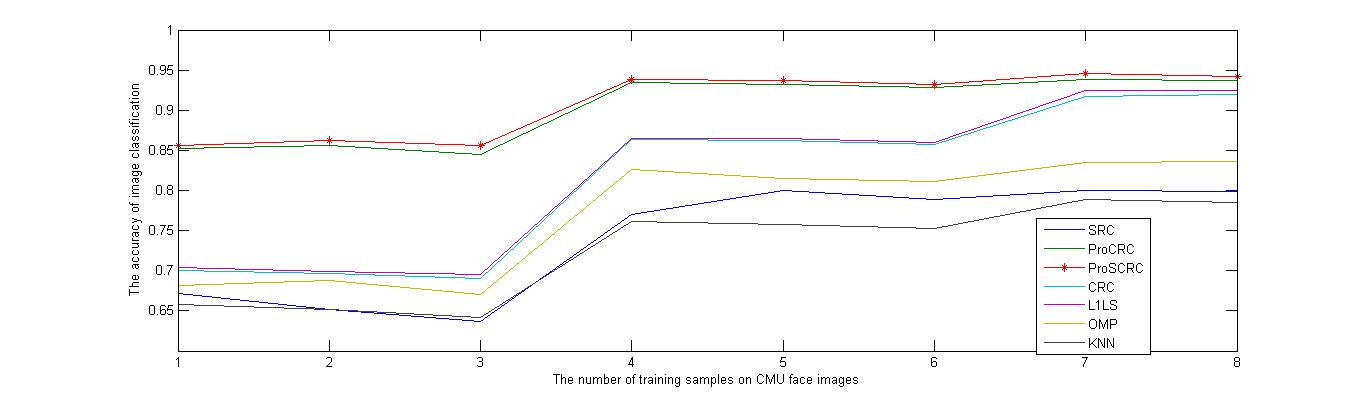 The accuracy of image classification
1
0.95
0.9
0.85
0.8
0.75
0.7
0.65
SRC
ProCRC
ProSCRC
CRC
L1LS
OMP
KNN
1 2 3 4 5 6 7 8
The number of training samples on CMU face images